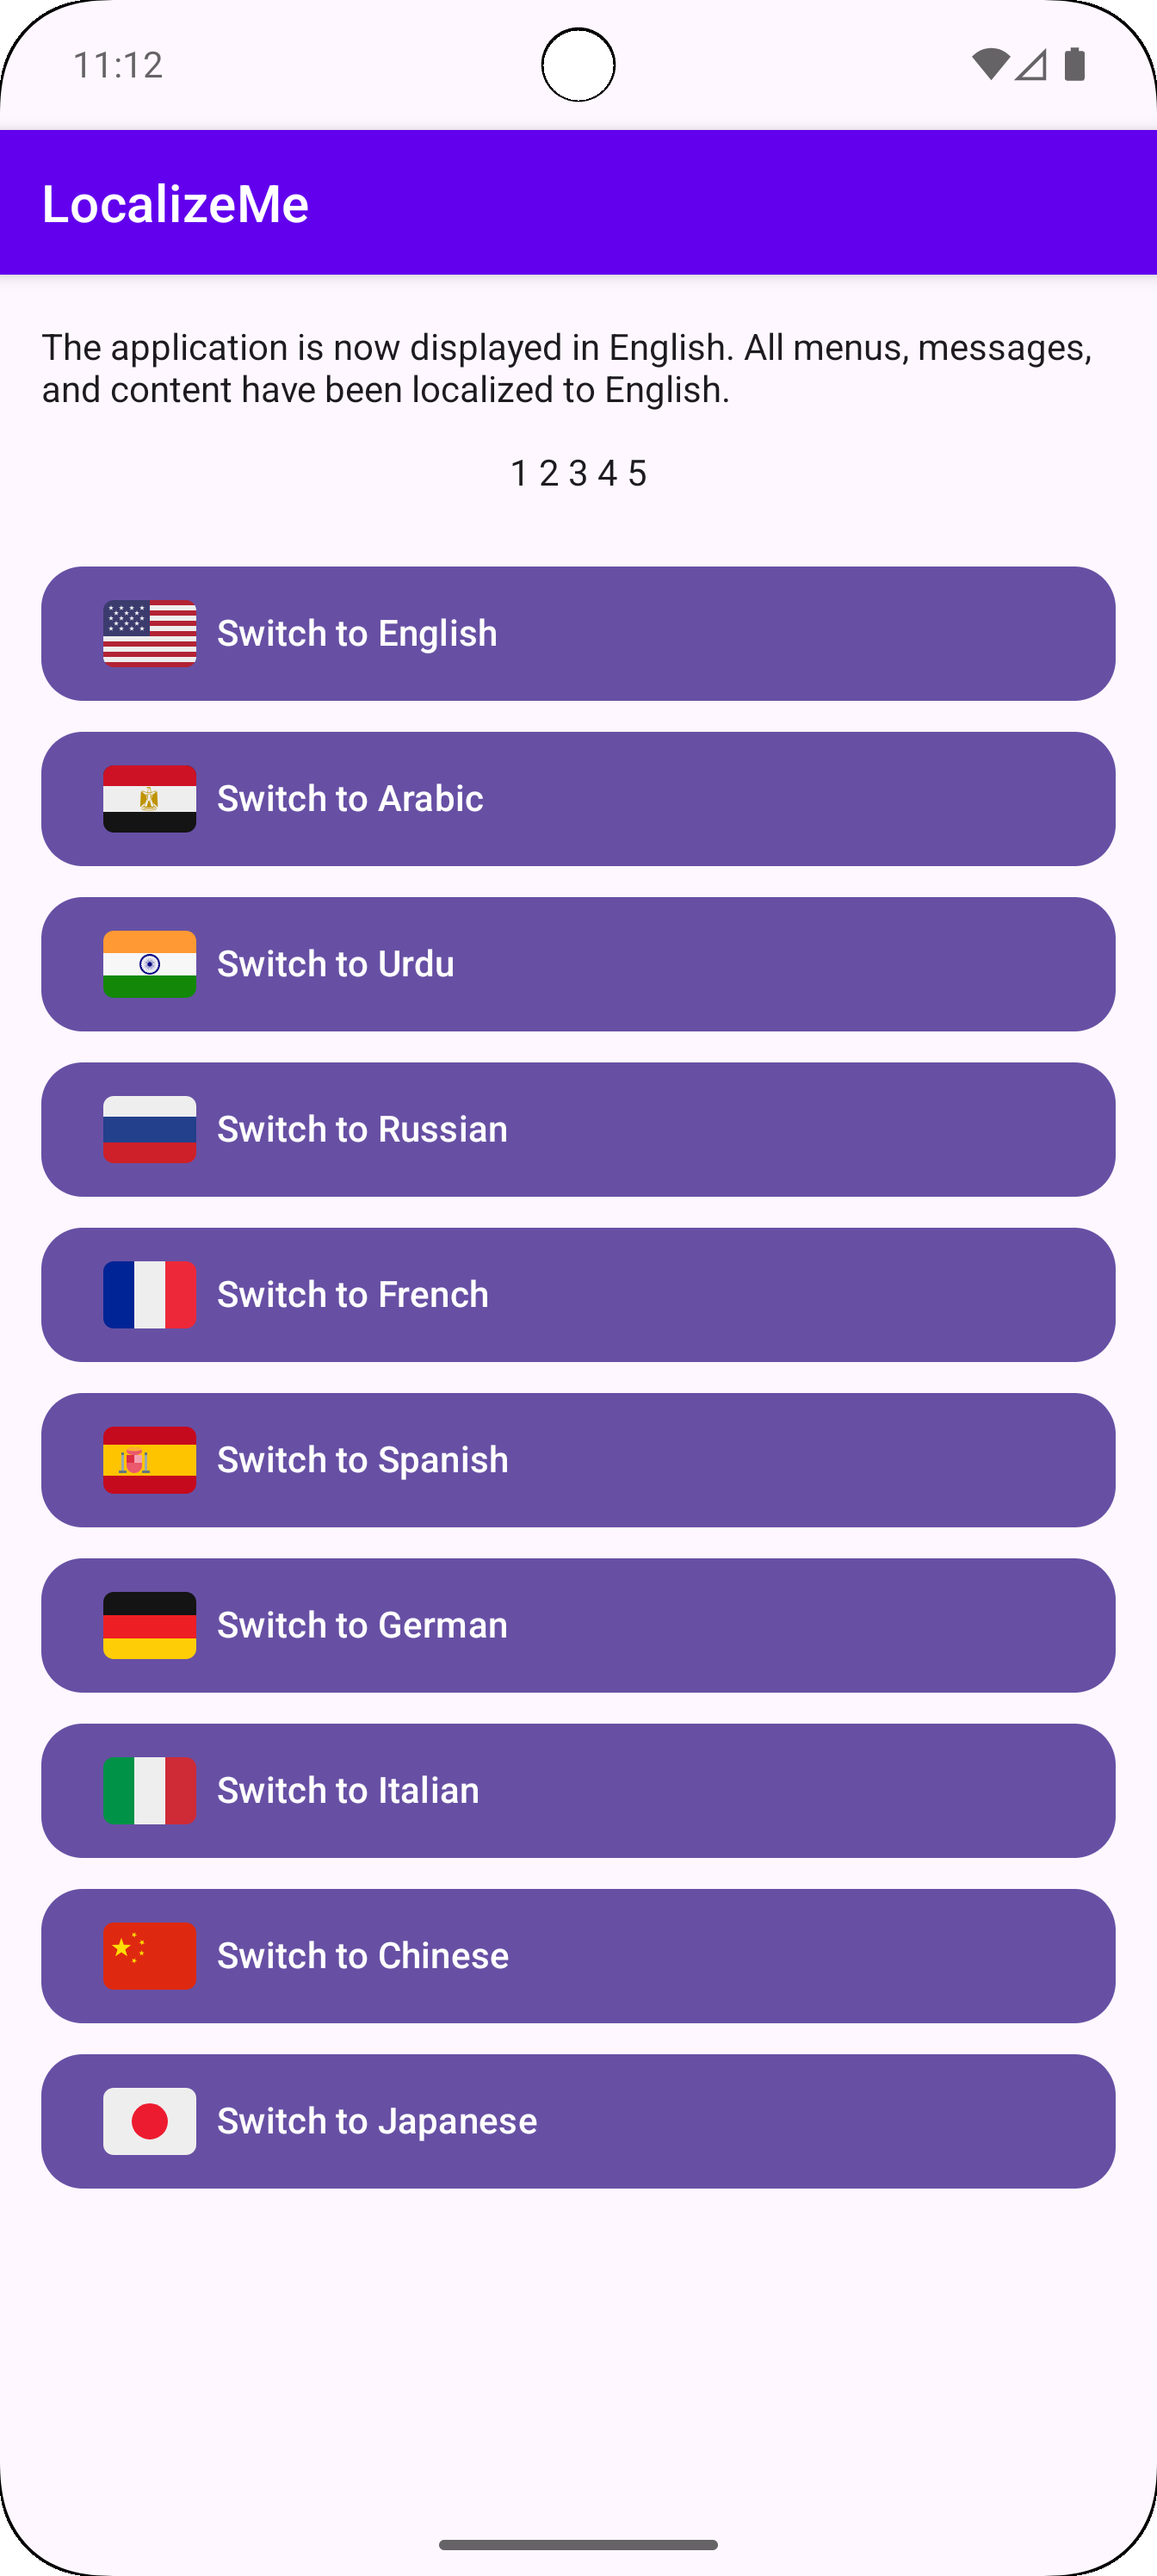 11:12
LocalizeMe
The application is now displayed in English. All menus, messages,
and content have been localized to English.
1 2 3 4 5
Switch to English
Switch to Arabic
Switch to Urdu
Switch to Russian
Switch to French
Switch to Spanish
Switch to German
Switch to Italian
Switch to Chinese
Switch to Japanese